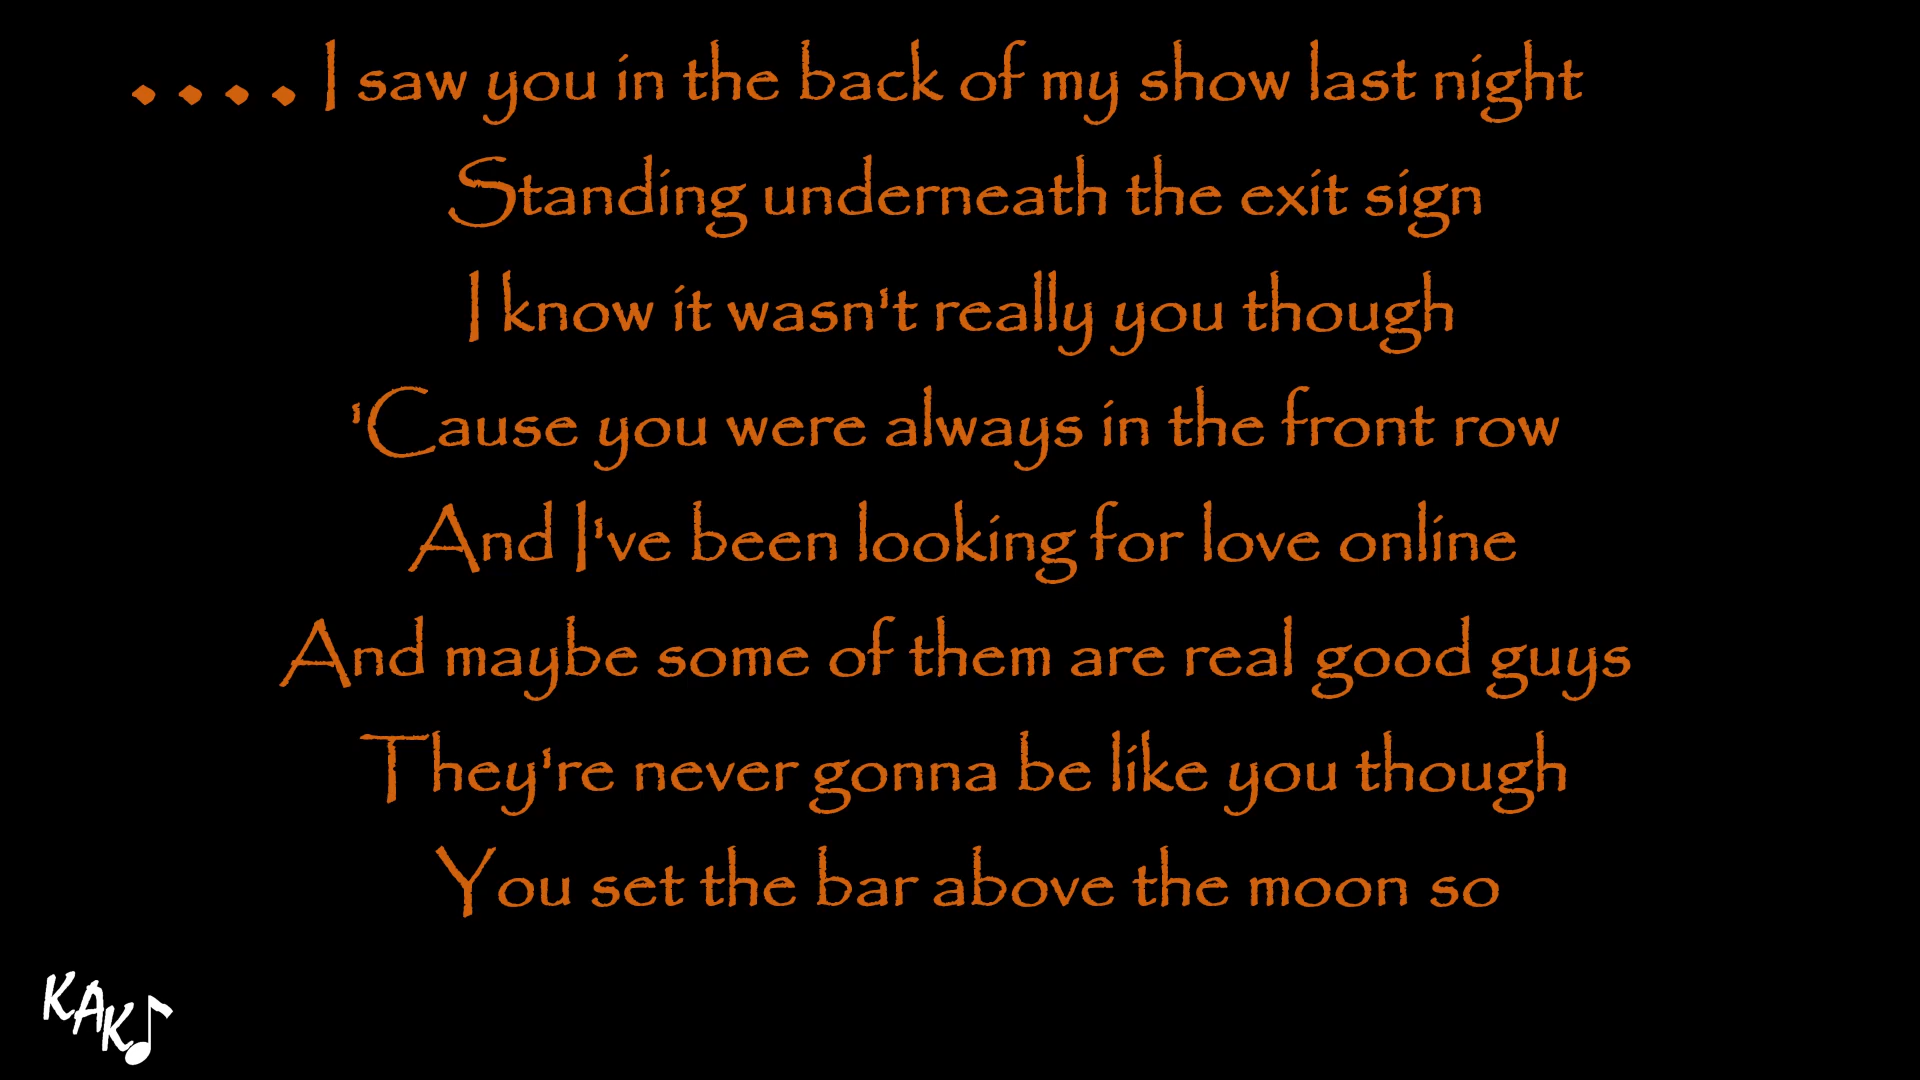 .... I saw you in the back of my show last night
Standing underneath the exit sign
I know it wasn't really you though
'Cause you were always in the front row
And I've been looking for love online
And maybe some of them are real good guys
They're never gonna be like you though
You set the bar above the moon so
KAK